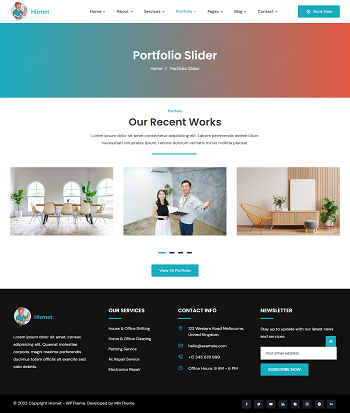 Hizmet
Home
About
Services
Portfolio
Pages
Blog
Contact
Book Now
Portfolio Slider
Home < Portfolio Slider
Portfolio
Our Recent Works
Lorem ipsum dolor sit amet consectetur adipisicing elit. Labore perferendis deleniti illum
necessitati voluptates ipsum, ratione dolorum veritatis minus mollitia placeat.
View All Portfolio
Hizmet
Lorem ipsum dolor sit amet, conse
adipisicing elit. Quaerat molestiae
corporis, magni maxime perferendis
ducimus totam officiis sit excepturi sed
odio debitis.
OUR SERVICES
House & Office Shifting
Home & Office Cleaning
Painting Service
Ac Repair Service
Electronics Repair
CONTACT INFO
123 Western Road Melbourne,
United Kingdom.
hello@example.com
+12 345 678 999
Office Hours: 9 AM - 6 PM
NEWSLETTER
Stay up to update with our latest news
and services.
Your email address
SUBSCRIBE NOW
© 2023 Copyright Hizmet - WPTheme. Developed by MhrTheme.